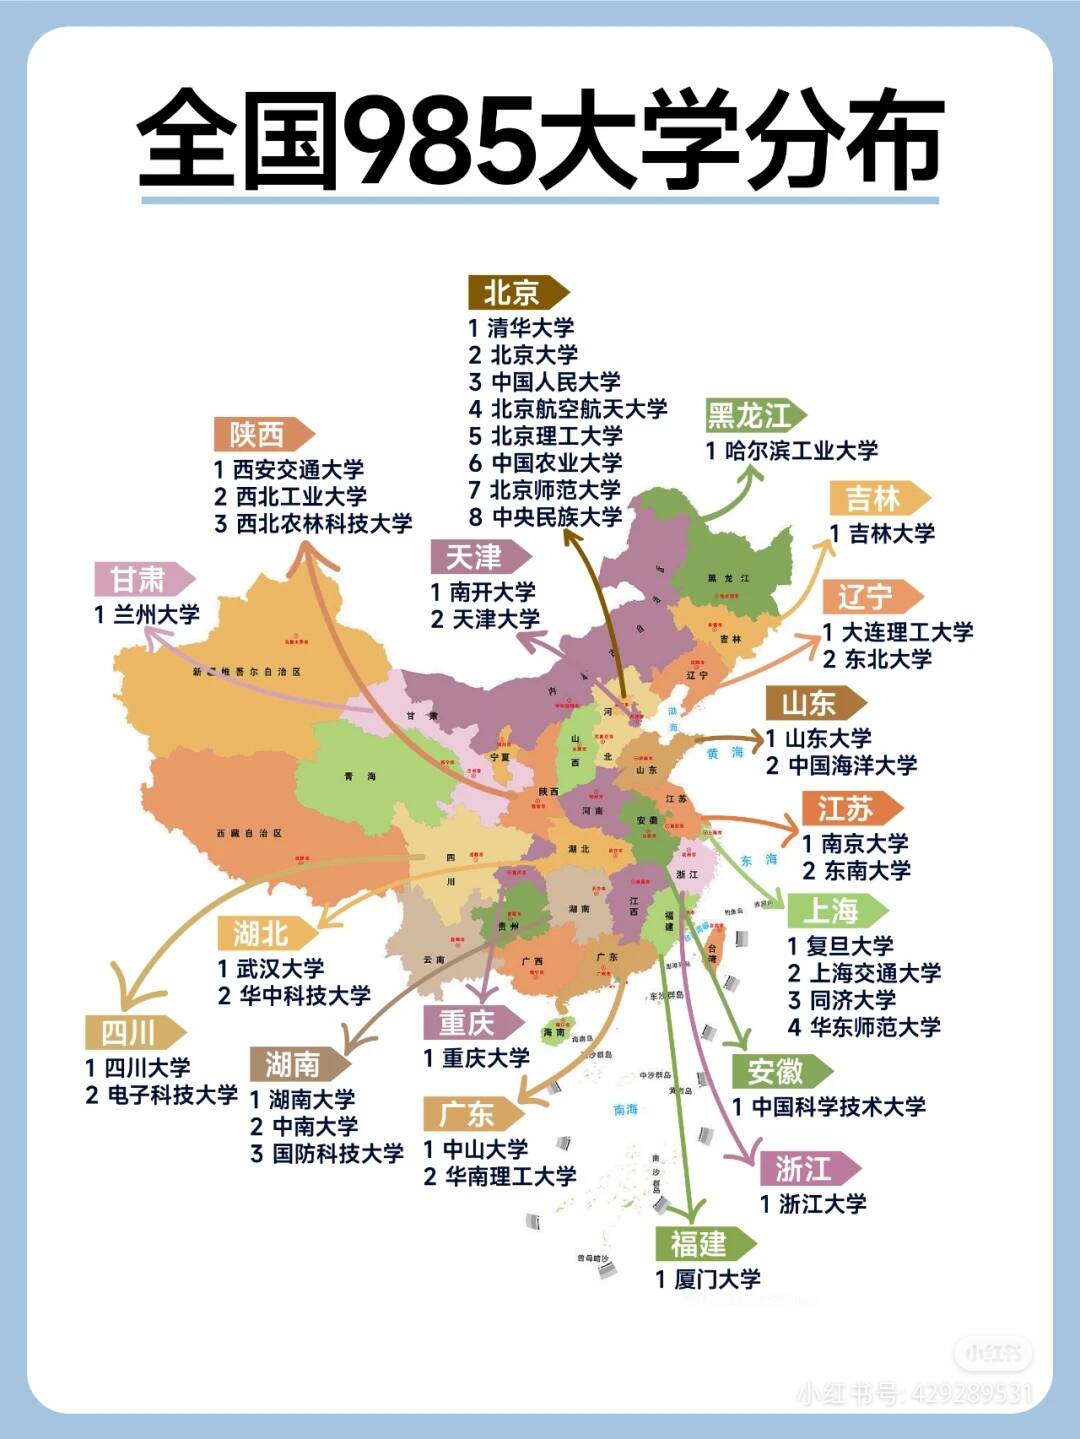 全国985大学分布
北京
1 清华大学
2 北京大学
3 中国人民大学
4 北京航空航天大学
5 北京理工大学
6 中国农业大学
7 北京师范大学
8 中央民族大学
黑龙江
1 哈尔滨工业大学
陕西
1 西安交通大学
2 西北工业大学
3 西北农林科技大学
吉林
1 吉林大学
天津
1 南开大学
2 天津大学
甘肃
1 兰州大学
辽宁
1 大连理工大学
2 东北大学
山东
1 山东大学
2 中国海洋大学
江苏
1 南京大学
2 东南大学
上海
1 复旦大学
2 上海交通大学
3 同济大学
4 华东师范大学
湖北
1 武汉大学
2 华中科技大学
四川
1 四川大学
2 电子科技大学
湖南
1 湖南大学
2 中南大学
3 国防科技大学
重庆
1 重庆大学
广东
1 中山大学
2 华南理工大学
安徽
1 中国科学技术大学
浙江
1 浙江大学
福建
1 厦门大学
黑龙江
吉林
辽宁
新疆维吾尔自治区
甘肃
青海
宁夏
西藏自治区
陕西
山西
河北
山东
河南
江苏
安徽
四川
湖北
浙江
湖南
江西
贵州
福建
云南
广西
广东
台湾
海南
渤海
黄海
东海
南海
钓鱼岛
东沙群岛
中沙群岛
黄岩岛
南沙群岛
曾母暗沙
小红书
小红书号: 429289531